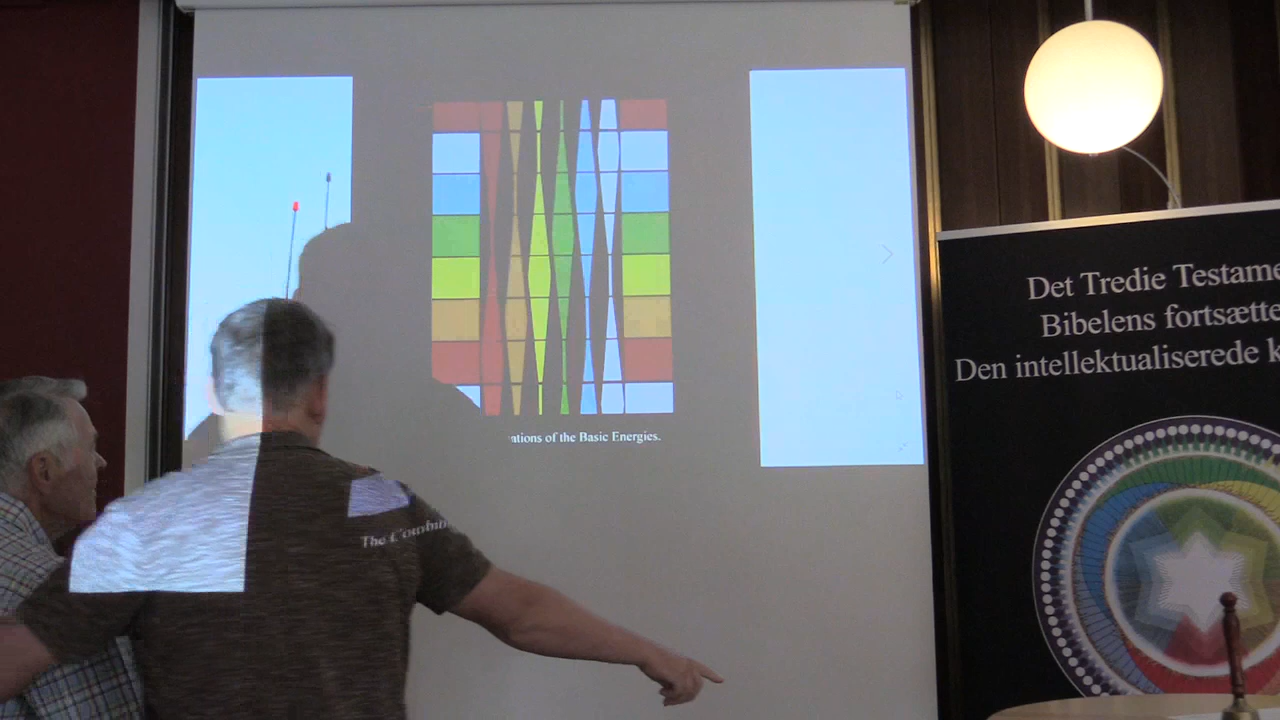 ations of the Basic Energies.
The Combin
Det Tredie Testame
Bibelens fortsætte
Den intellektualiserede k